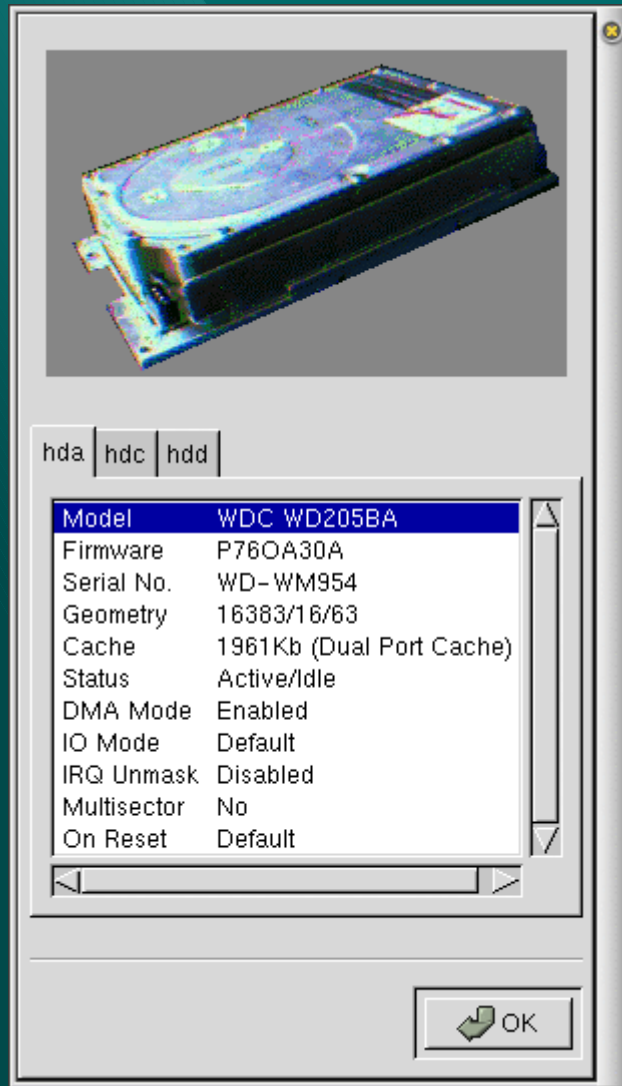 hda hdc hdd
Model WDC WD205BA
Firmware P76OA30A
Serial No. WD-WM954
Geometry 16383/16/63
Cache 1961Kb (Dual Port Cache)
Status Active/Idle
DMA Mode Enabled
IO Mode Default
IRQ Unmask Disabled
Multisector No
On Reset Default
OK